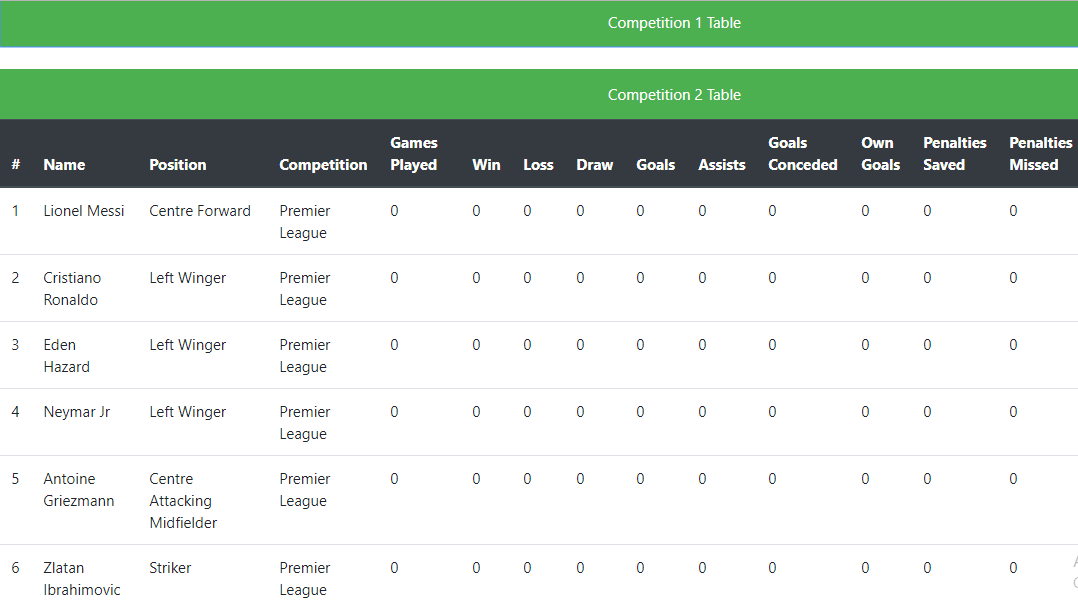 Competition 1 Table
Competition 2 Table
# Name Position Competition Games Played Win Loss Draw Goals Assists Goals Conceded Own Goals Penalties Saved Penalties Missed
1 Lionel Messi Centre Forward Premier League 0 0 0 0 0 0 0 0 0 0
2 Cristiano Ronaldo Left Winger Premier League 0 0 0 0 0 0 0 0 0 0
3 Eden Hazard Left Winger Premier League 0 0 0 0 0 0 0 0 0 0
4 Neymar Jr Left Winger Premier League 0 0 0 0 0 0 0 0 0 0
5 Antoine Griezmann Centre Attacking Midfielder Premier League 0 0 0 0 0 0 0 0 0 0
6 Zlatan Ibrahimovic Striker Premier League 0 0 0 0 0 0 0 0 0 0